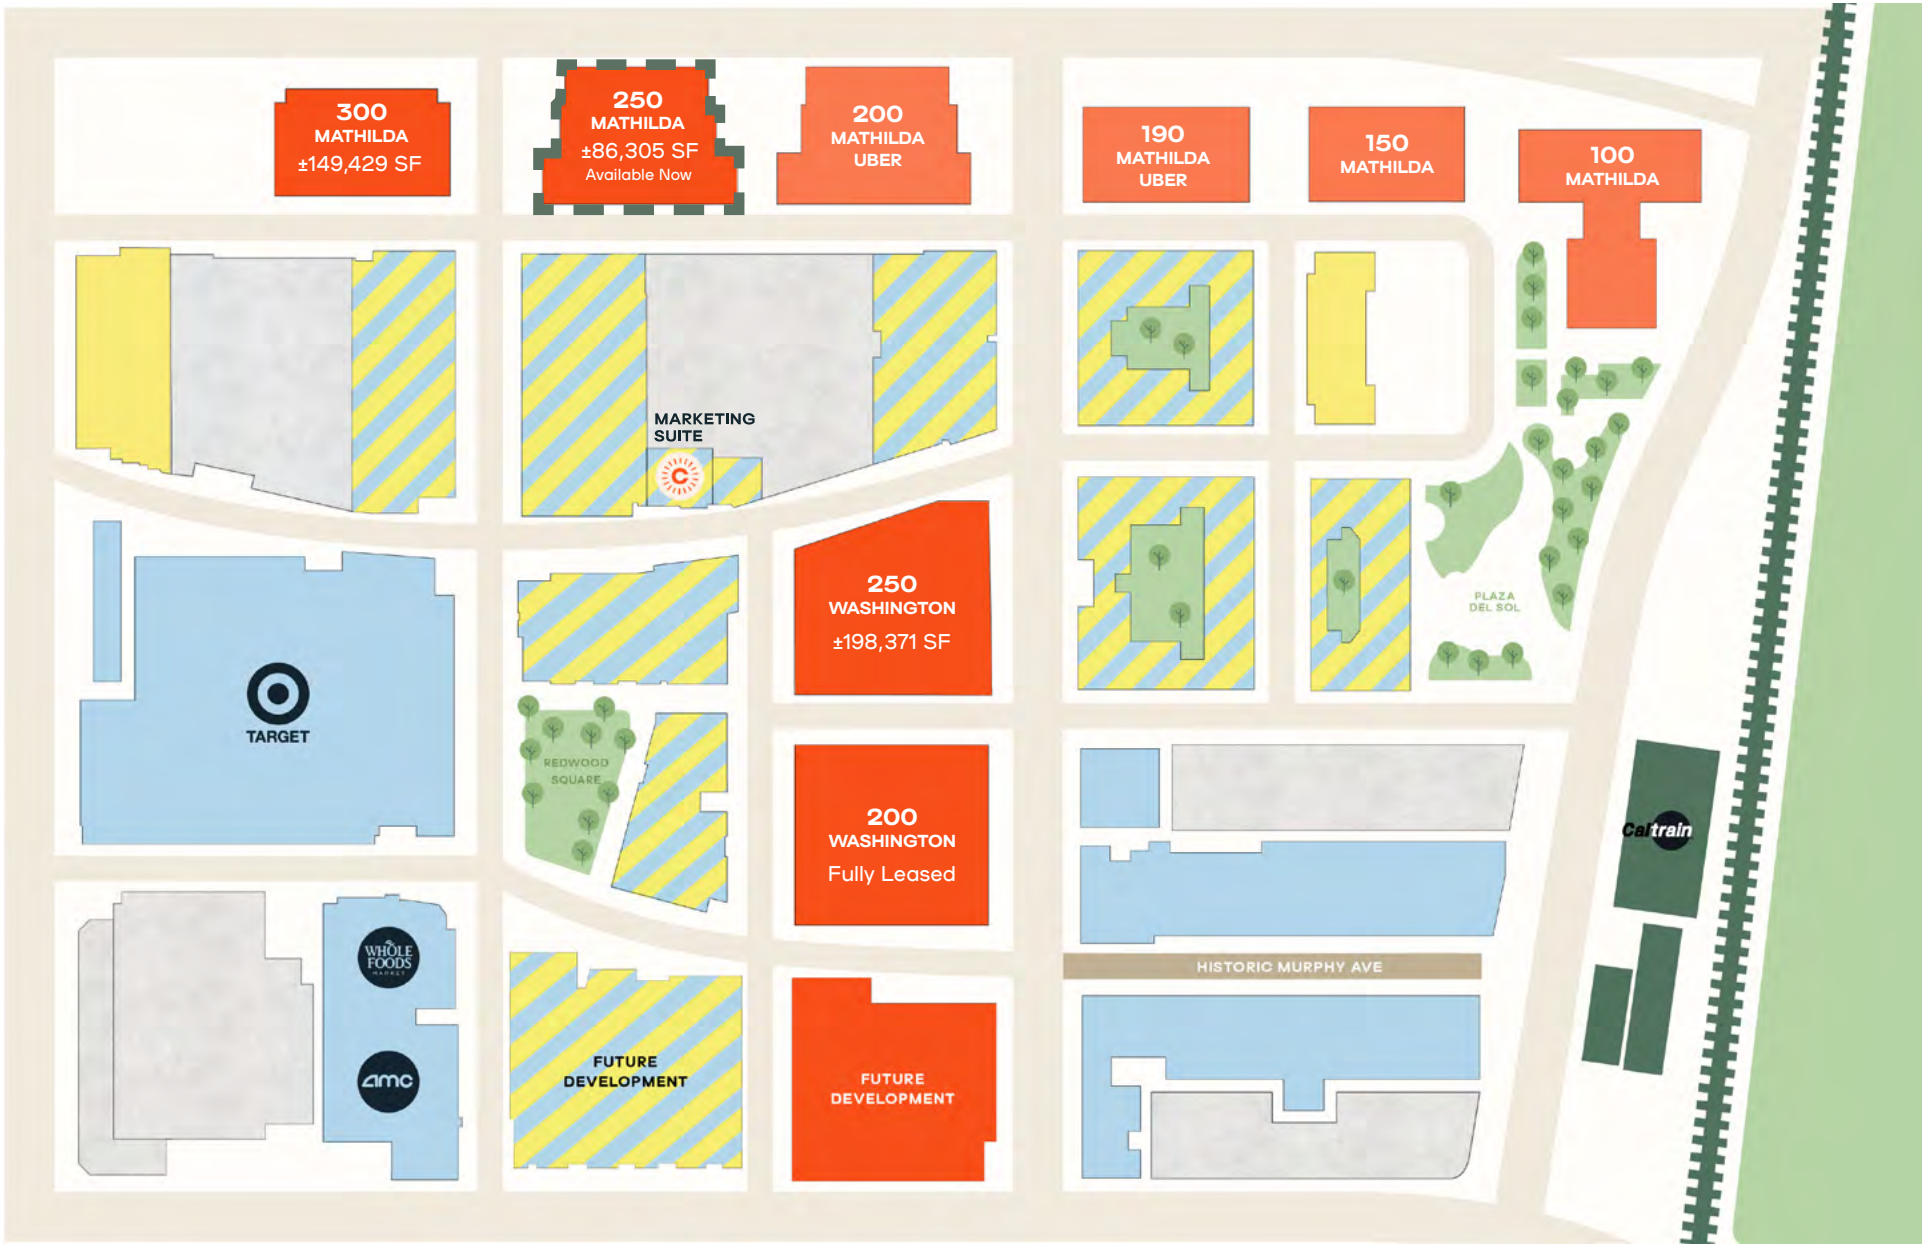 300
MATHILDA
±149,429 SF
250
MATHILDA
±86,305 SF
Available Now
200
MATHILDA
UBER
190
MATHILDA
UBER
150
MATHILDA
100
MATHILDA
MARKETING
SUITE
C
250
WASHINGTON
±198,371 SF
PLAZA
DEL SOL
TARGET
REDWOOD
SQUARE
200
WASHINGTON
Fully Leased
Caltrain
WHOLE
FOODS
MARKET
HISTORIC MURPHY AVE
amc
FUTURE
DEVELOPMENT
FUTURE
DEVELOPMENT